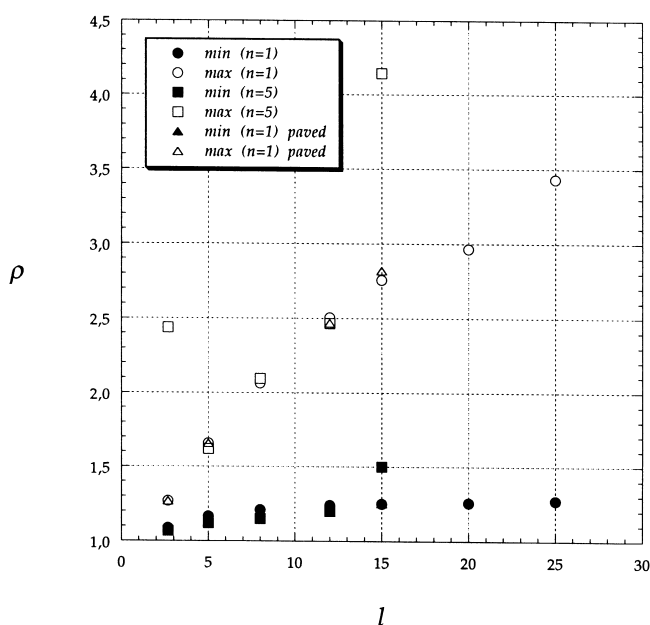 4,5
4,0
3,5
3,0
2,5
2,0
1,5
1,0
ρ
min (n=1)
max (n=1)
min (n=5)
max (n=5)
min (n=1) paved
max (n=1) paved
0 5 10 15 20 25 30
l